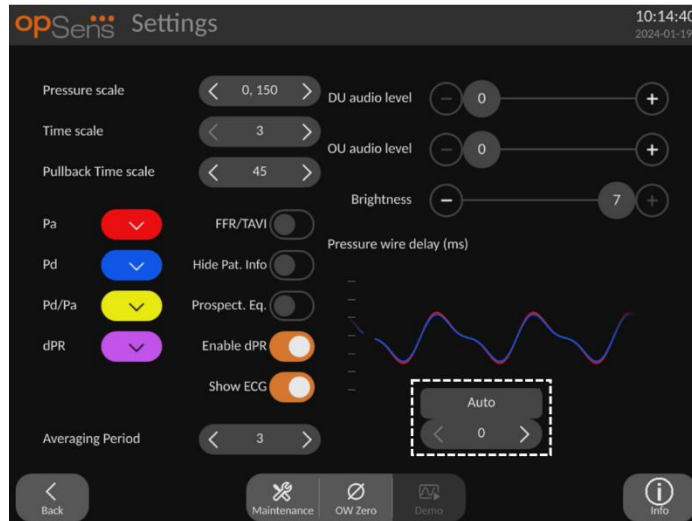 opSens Settings
10:14:40
2024-01-19
Pressure scale
0, 150
Time scale
3
Pullback Time scale
45
DU audio level
0
OU audio level
0
Brightness
7
Pa
Pd
Pd/Pa
dPR
FFR/TAVI
Hide Pat. Info
Prospect. Eq.
Enable dPR
Show ECG
Pressure wire delay (ms)
Auto
0
Averaging Period
3
Back
Maintenance
OW Zero
Demo
Info